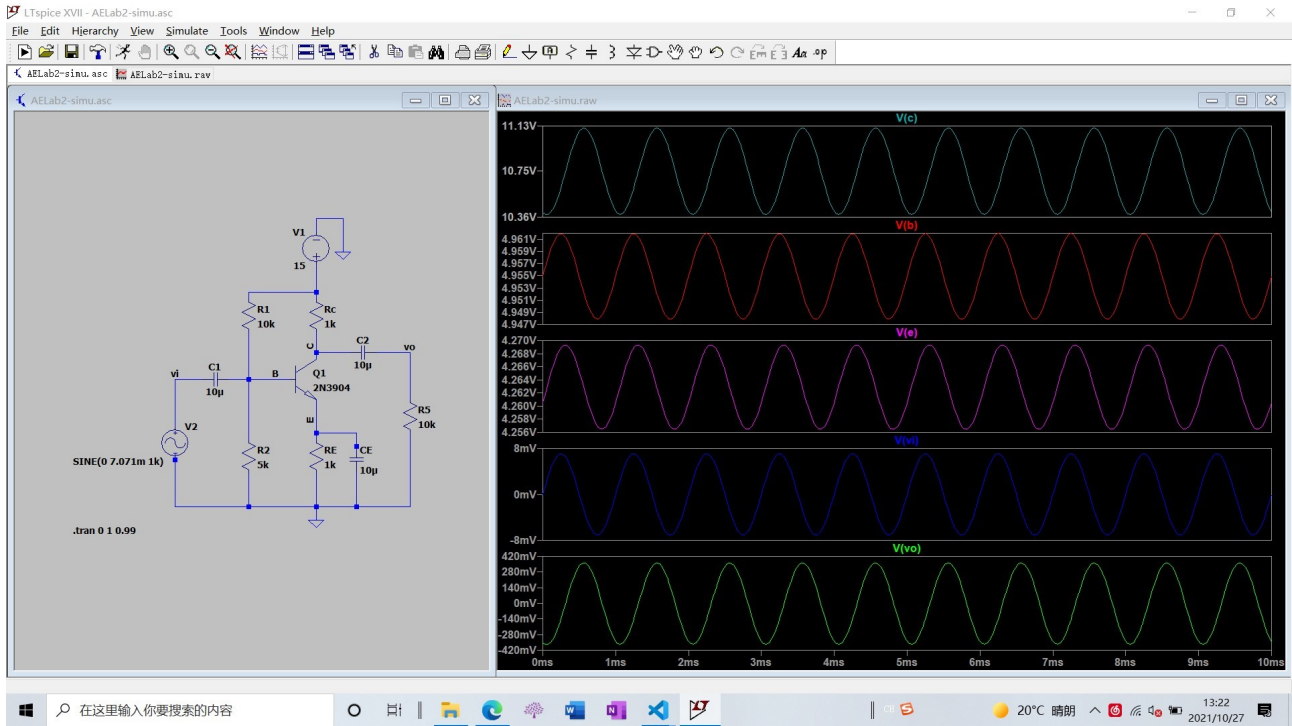 LTspice XVII - AELab2-simu.asc
File Edit Hierarchy View Simulate Tools Window Help
AELab2-simu.asc AELab2-simu.raw
AELab2-simu.asc
V1
15
R1
10k
Rc
1k
C
C2
10µ
vo
vi
C1
10µ
B
Q1
2N3904
R5
10k
E
V2
SINE(0 7.071m 1k)
R2
5k
RE
1k
CE
10µ
.tran 0 1 0.99
AELab2-simu.raw
V(c)
11.13V
10.75V
10.36V
V(b)
4.961V
4.959V
4.957V
4.955V
4.953V
4.951V
4.949V
4.947V
V(e)
4.270V
4.268V
4.266V
4.264V
4.262V
4.260V
4.258V
4.256V
V(vi)
8mV
0mV
-8mV
V(vo)
420mV
280mV
140mV
0mV
-140mV
-280mV
-420mV
0ms 1ms 2ms 3ms 4ms 5ms 6ms 7ms 8ms 9ms 10ms
在这里输入你要搜索的内容
20°C 晴朗
13:22
2021/10/27